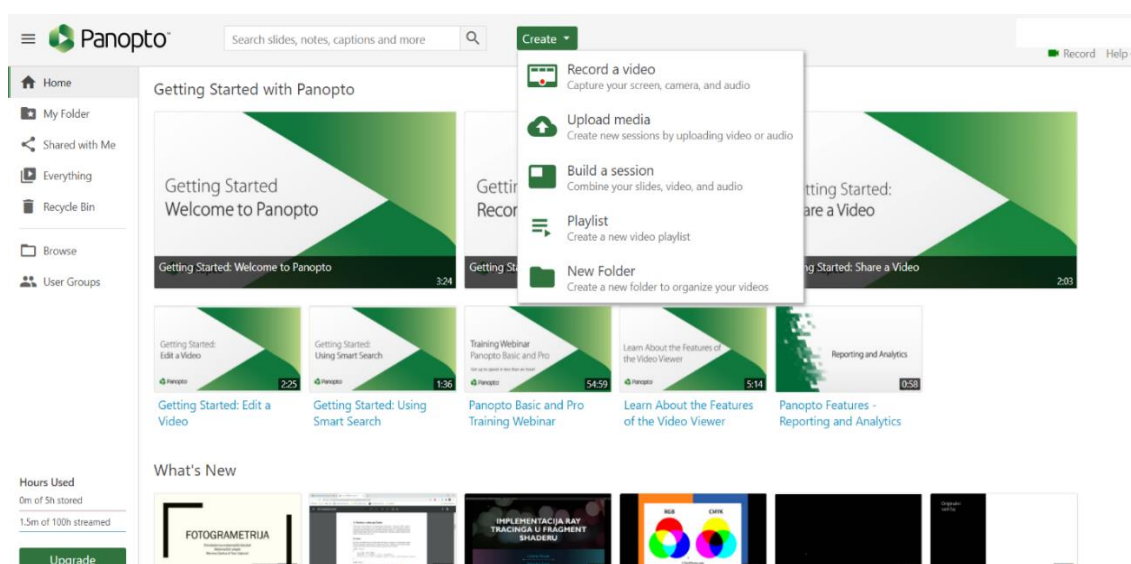 Panopto
Search slides, notes, captions and more
Create
Record Help
Home
My Folder
Shared with Me
Everything
Recycle Bin
Browse
User Groups
Hours Used
0m of 5h stored
1.5m of 100h streamed
Upgrade
Record a video
Capture your screen, camera, and audio
Upload media
Create new sessions by uploading video or audio
Build a session
Combine your slides, video, and audio
Playlist
Create a new video playlist
New Folder
Create a new folder to organize your videos
Getting Started with Panopto
Getting Started
Welcome to Panopto
Getting Started: Welcome to Panopto
3:24
Getting Started: Share a Video
2:03
Getting Started:
Edit a Video
Panopto
2:25
Getting Started: Edit a
Video
Getting Started:
Using Smart Search
Panopto
1:36
Getting Started: Using
Smart Search
Training Webinar
Panopto Basic and Pro
Panopto
54:59
Panopto Basic and Pro
Training Webinar
Learn About the Features of
the Video Viewer
Panopto
5:14
Learn About the Features
of the Video Viewer
Reporting and Analytics
0:58
Panopto Features -
Reporting and Analytics
What's New
FOTOGRAMETRIJA
IMPLEMENTACIJA RAY
TRACINGA U FRAGMENT
SHADERU
RGB CMYK